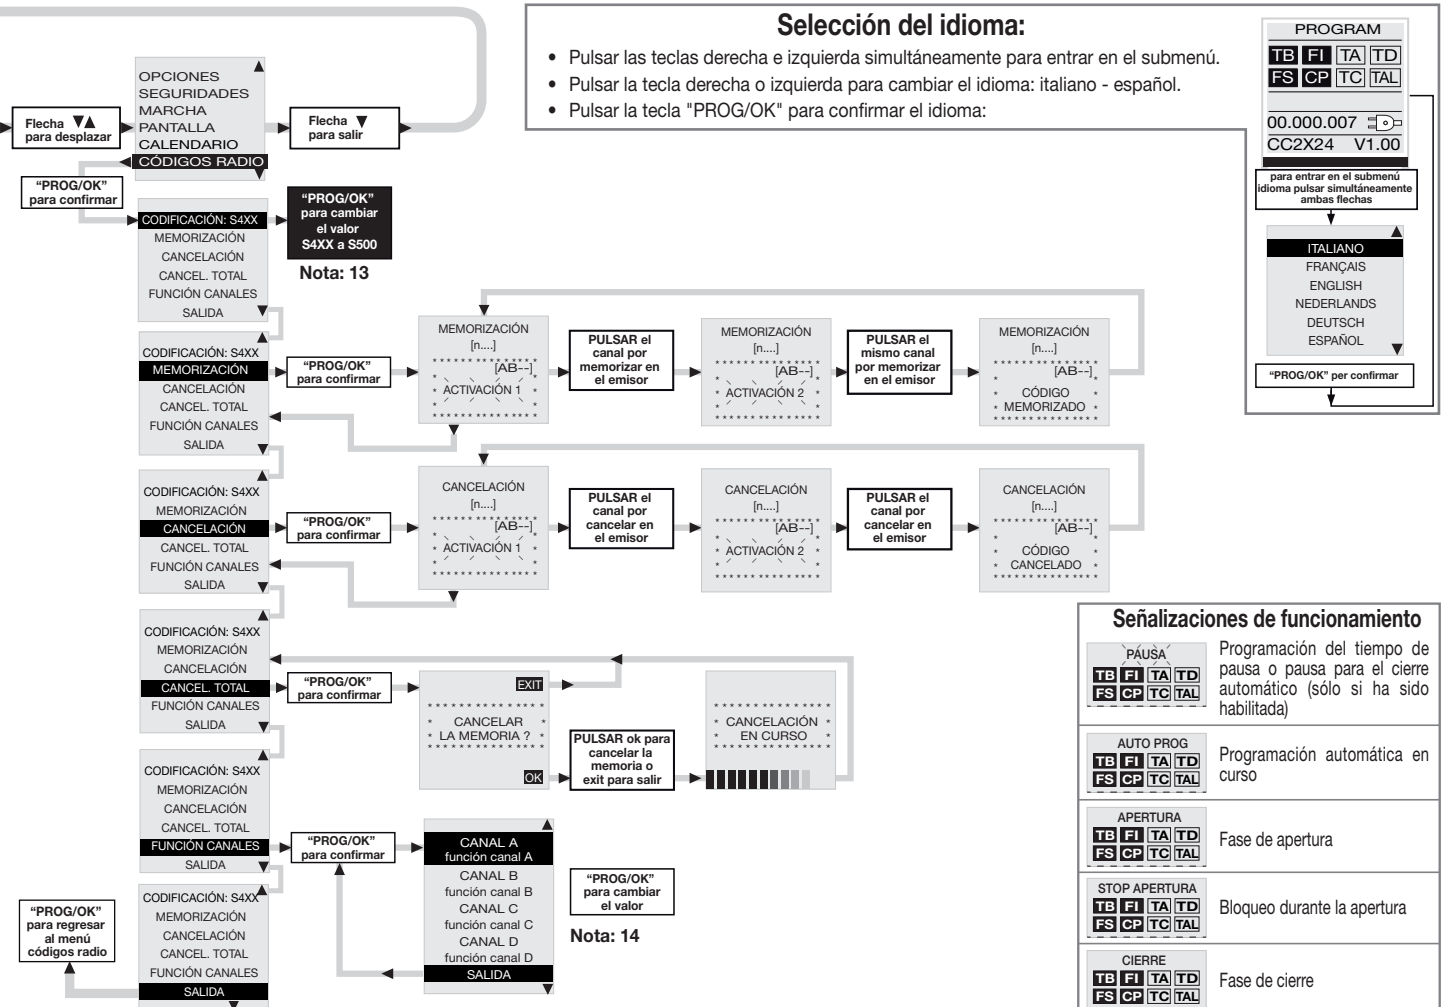 Selección del idioma:
• Pulsar las teclas derecha e izquierda simultáneamente para entrar en el submenú.
• Pulsar la tecla derecha o izquierda para cambiar el idioma: italiano - español.
• Pulsar la tecla "PROG/OK" para confirmar el idioma:
PROGRAM
TB FI TA TD
FS CP TC TAL
00.000.007
CC2X24 V1.00
para entrar en el submenú
idioma pulsar simultáneamente
ambas flechas
ITALIANO
FRANÇAIS
ENGLISH
NEDERLANDS
DEUTSCH
ESPAÑOL
“PROG/OK” per confirmar
Flecha ▼▲
para desplazar
OPCIONES
SEGURIDADES
MARCHA
PANTALLA
CALENDARIO
CÓDIGOS RADIO
Flecha ▼
para salir
“PROG/OK”
para confirmar
CODIFICACIÓN: S4XX
MEMORIZACIÓN
CANCELACIÓN
CANCEL. TOTAL
FUNCIÓN CANALES
SALIDA
“PROG/OK”
para cambiar
el valor
S4XX a S500
Nota: 13
CODIFICACIÓN: S4XX
MEMORIZACIÓN
CANCELACIÓN
CANCEL. TOTAL
FUNCIÓN CANALES
SALIDA
“PROG/OK”
para confirmar
MEMORIZACIÓN
[n....]
[AB--]
ACTIVACIÓN 1
PULSAR el
canal por
memorizar en
el emisor
MEMORIZACIÓN
[n....]
[AB--]
ACTIVACIÓN 2
PULSAR el
mismo canal
por memorizar
en el emisor
MEMORIZACIÓN
[n....]
[AB--]
CÓDIGO
MEMORIZADO
CODIFICACIÓN: S4XX
MEMORIZACIÓN
CANCELACIÓN
CANCEL. TOTAL
FUNCIÓN CANALES
SALIDA
“PROG/OK”
para confirmar
CANCELACIÓN
[n....]
[AB--]
ACTIVACIÓN 1
PULSAR el
canal por
cancelar en
el emisor
CANCELACIÓN
[n....]
[AB--]
ACTIVACIÓN 2
PULSAR el
canal por
cancelar en
el emisor
CANCELACIÓN
[n....]
[AB--]
CÓDIGO
CANCELADO
CODIFICACIÓN: S4XX
MEMORIZACIÓN
CANCELACIÓN
CANCEL. TOTAL
FUNCIÓN CANALES
SALIDA
“PROG/OK”
para confirmar
EXIT
CANCELAR
LA MEMORIA ?
OK
PULSAR ok para
cancelar la
memoria o
exit para salir
CANCELACIÓN
EN CURSO
CODIFICACIÓN: S4XX
MEMORIZACIÓN
CANCELACIÓN
CANCEL. TOTAL
FUNCIÓN CANALES
SALIDA
“PROG/OK”
para confirmar
CANAL A
función canal A
CANAL B
función canal B
CANAL C
función canal C
CANAL D
función canal D
SALIDA
“PROG/OK”
para cambiar
el valor
Nota: 14
“PROG/OK”
para regresar
al menú
códigos radio
CODIFICACIÓN: S4XX
MEMORIZACIÓN
CANCELACIÓN
CANCEL. TOTAL
FUNCIÓN CANALES
SALIDA
Señalizaciones de funcionamiento
PAUSA
TB FI TA TD
FS CP TC TAL
Programación del tiempo de
pausa o pausa para el cierre
automático (sólo si ha sido
habilitada)
AUTO PROG
TB FI TA TD
FS CP TC TAL
Programación automática en
curso
APERTURA
TB FI TA TD
FS CP TC TAL
Fase de apertura
STOP APERTURA
TB FI TA TD
FS CP TC TAL
Bloqueo durante la apertura
CIERRE
TB FI TA TD
FS CP TC TAL
Fase de cierre